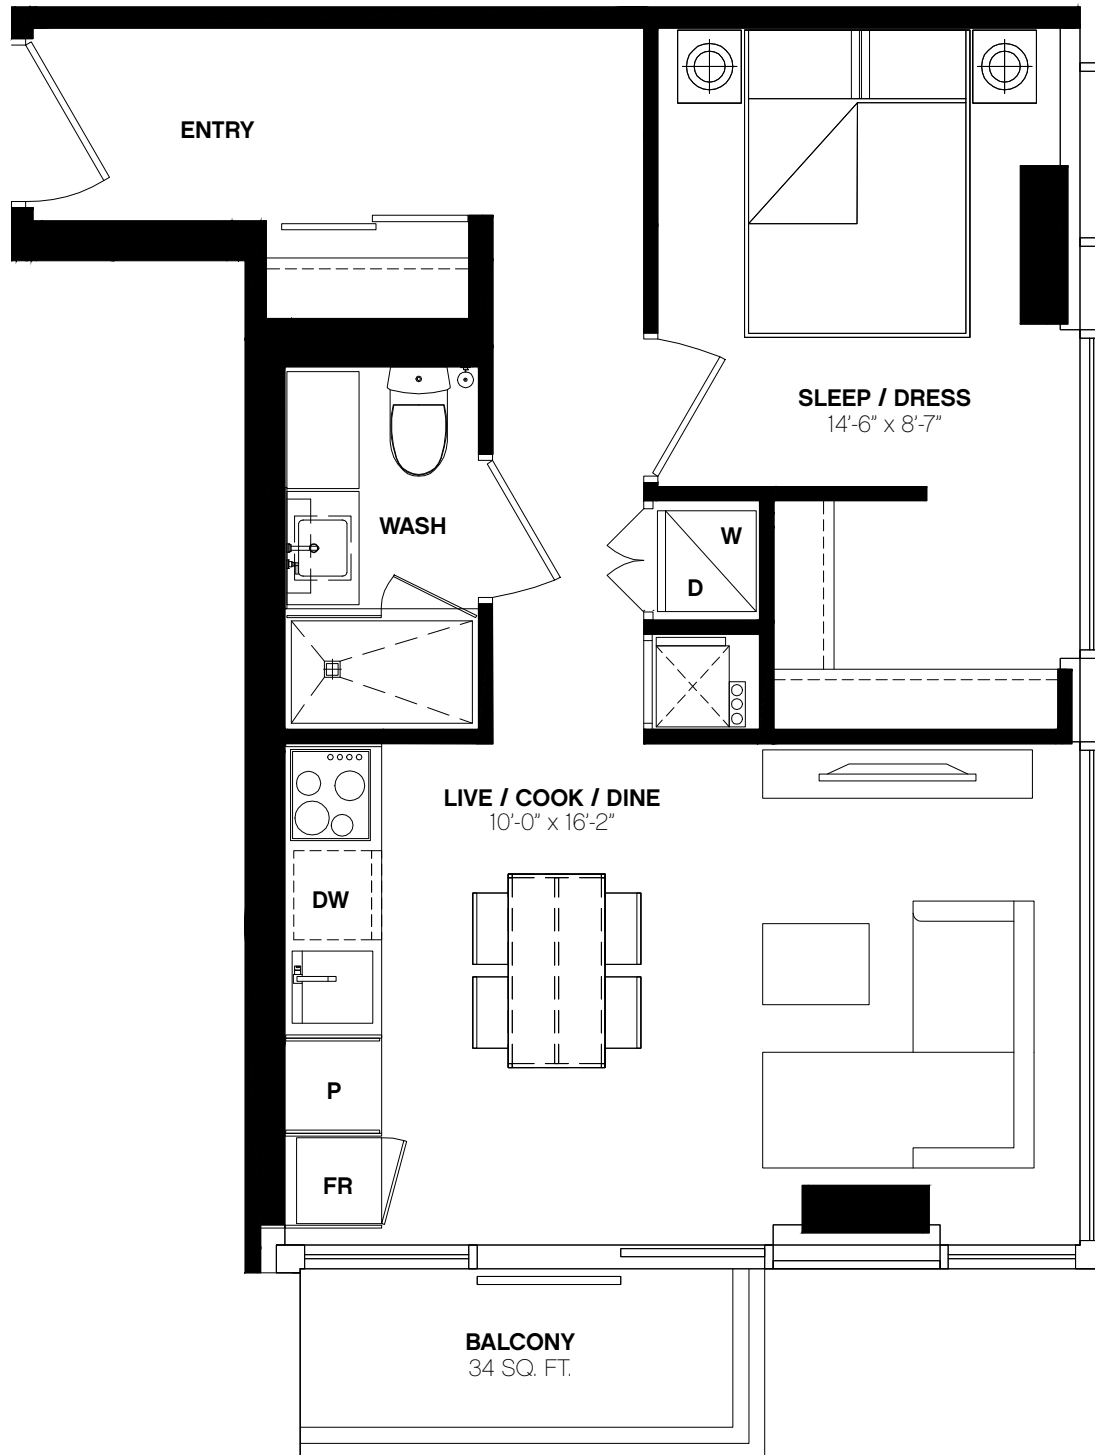 ENTRY
SLEEP / DRESS
14'-6" x 8'-7"
WASH
W
D
LIVE / COOK / DINE
10'-0" x 16'-2"
DW
P
FR
BALCONY
34 SQ. FT.